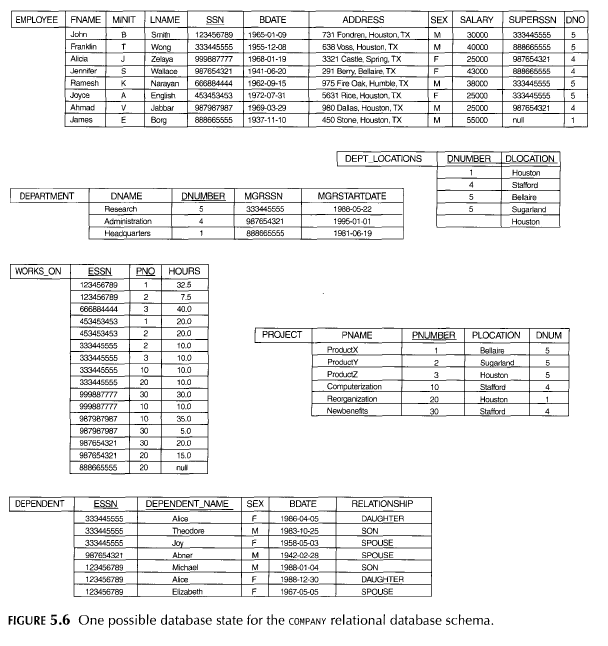 EMPLOYEE FNAME MINIT LNAME SSN BDATE ADDRESS SEX SALARY SUPERSSN DNO
John B Smith 123456789 1965-01-09 731 Fondren, Houston, TX M 30000 333445555 5
Franklin T Wong 333445555 1955-12-08 638 Voss, Houston, TX M 40000 888665555 5
Alicia J Zelaya 999887777 1968-01-19 3321 Castle, Spring, TX F 25000 987654321 4
Jennifer S Wallace 987654321 1941-06-20 291 Berry, Bellaire, TX F 43000 888665555 4
Ramesh K Narayan 666884444 1962-09-15 975 Fire Oak, Humble, TX M 38000 333445555 5
Joyce A English 453453453 1972-07-31 5631 Rice, Houston, TX F 25000 333445555 5
Ahmad V Jabbar 987987987 1969-03-29 980 Dallas, Houston, TX M 25000 987654321 4
James E Borg 888665555 1937-11-10 450 Stone, Houston, TX M 55000 null 1
DEPT_LOCATIONS DNUMBER DLOCATION
1 Houston
4 Stafford
5 Bellaire
5 Sugarland
Houston
DEPARTMENT DNAME DNUMBER MGRSSN MGRSTARTDATE
Research 5 333445555 1988-05-22
Administration 4 987654321 1995-01-01
Headquarters 1 888665555 1981-06-19
WORKS_ON ESSN PNO HOURS
123456789 1 32.5
123456789 2 7.5
666884444 3 40.0
453453453 1 20.0
453453453 2 20.0
333445555 2 10.0
333445555 3 10.0
333445555 10 10.0
333445555 20 10.0
999887777 30 30.0
999887777 10 10.0
987987987 10 35.0
987987987 30 5.0
987654321 30 20.0
987654321 20 15.0
888665555 20 null
PROJECT PNAME PNUMBER PLOCATION DNUM
ProductX 1 Bellaire 5
ProductY 2 Sugarland 5
ProductZ 3 Houston 5
Computerization 10 Stafford 4
Reorganization 20 Houston 1
Newbenefits 30 Stafford 4
DEPENDENT ESSN DEPENDENT_NAME SEX BDATE RELATIONSHIP
333445555 Alice F 1986-04-05 DAUGHTER
333445555 Theodore M 1983-10-25 SON
333445555 Joy F 1958-05-03 SPOUSE
987654321 Abner M 1942-02-28 SPOUSE
123456789 Michael M 1988-01-04 SON
123456789 Alice F 1988-12-30 DAUGHTER
123456789 Elizabeth F 1967-05-05 SPOUSE
FIGURE 5.6 One possible database state for the COMPANY relational database schema.